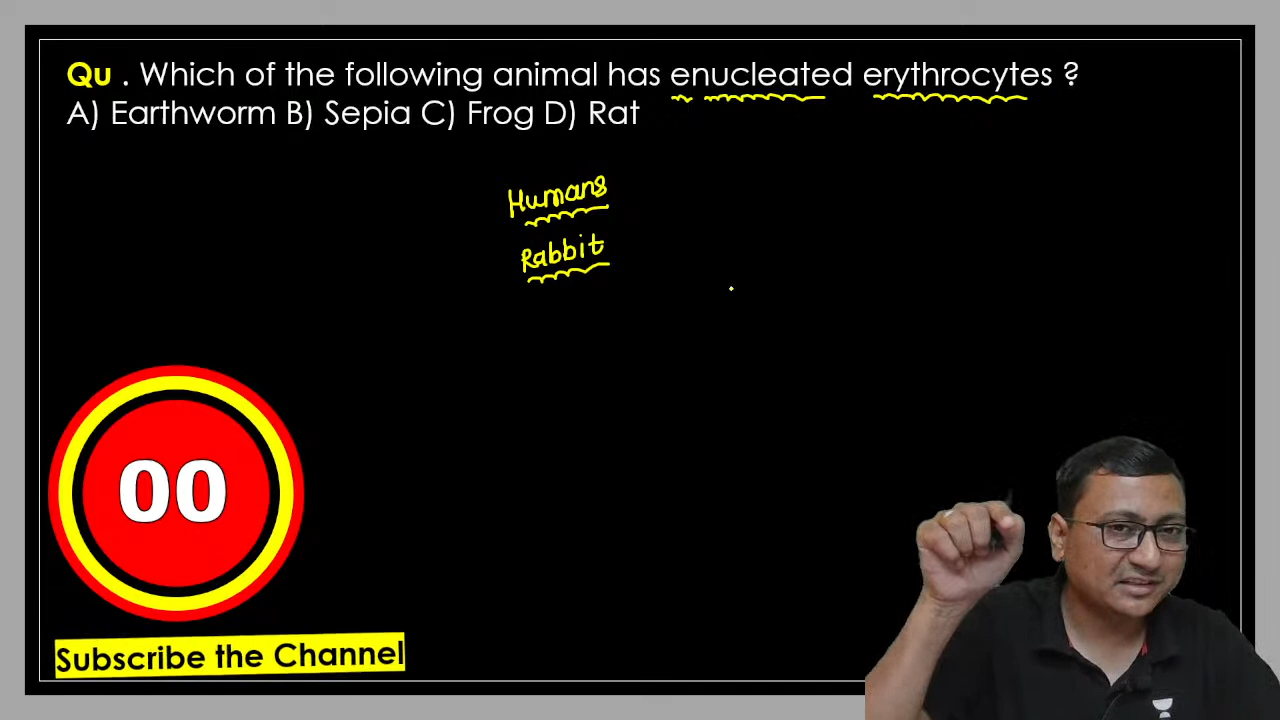 Qu . Which of the following animal has enucleated erythrocytes ?
A) Earthworm B) Sepia C) Frog D) Rat
Humans
Rabbit
00
Subscribe the Channel